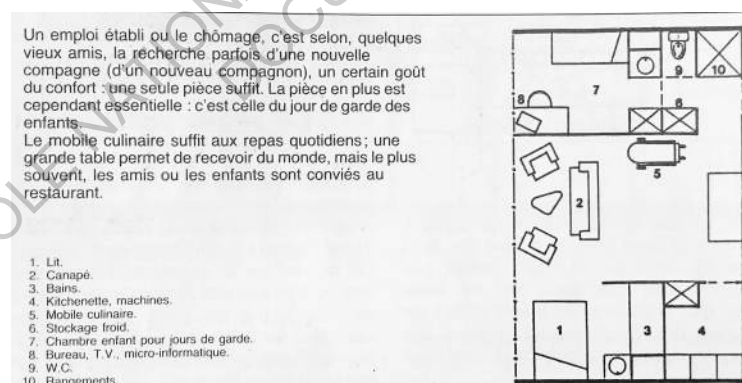 Un emploi établi ou le chômage, c'est selon, quelques
vieux amis, la recherche parfois d'une nouvelle
compagne (d'un nouveau compagnon), un certain goût
du confort : une seule pièce suffit. La pièce en plus est
cependant essentielle : c'est celle du jour de garde des
enfants.
Le mobile culinaire suffit aux repas quotidiens; une
grande table permet de recevoir du monde, mais le plus
souvent, les amis ou les enfants sont conviés au
restaurant.
1. Lit.
2. Canapé.
3. Bains.
4. Kitchenette, machines.
5. Mobile culinaire.
6. Stockage froid.
7. Chambre enfant pour jours de garde.
8. Bureau, T.V., micro-informatique.
9. W.C.
10. Rangements.
9
10
7
8
6
5
2
1
3
4
OLE NATION
DOCU